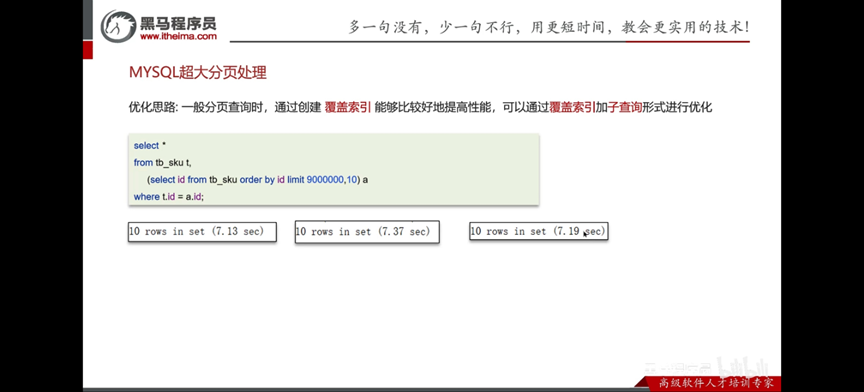 黑马程序员
www.itheima.com
多一句没有，少一句不行，用更短时间，教会更实用的技术!
MYSQL超大分页处理
优化思路: 一般分页查询时，通过创建 覆盖索引 能够比较好地提高性能，可以通过覆盖索引加子查询形式进行优化
select *
from tb_sku t,
(select id from tb_sku order by id limit 9000000,10) a
where t.id = a.id;
10 rows in set (7.13 sec)
10 rows in set (7.37 sec)
10 rows in set (7.19 sec)
bilibili
高级软件人才培训专家